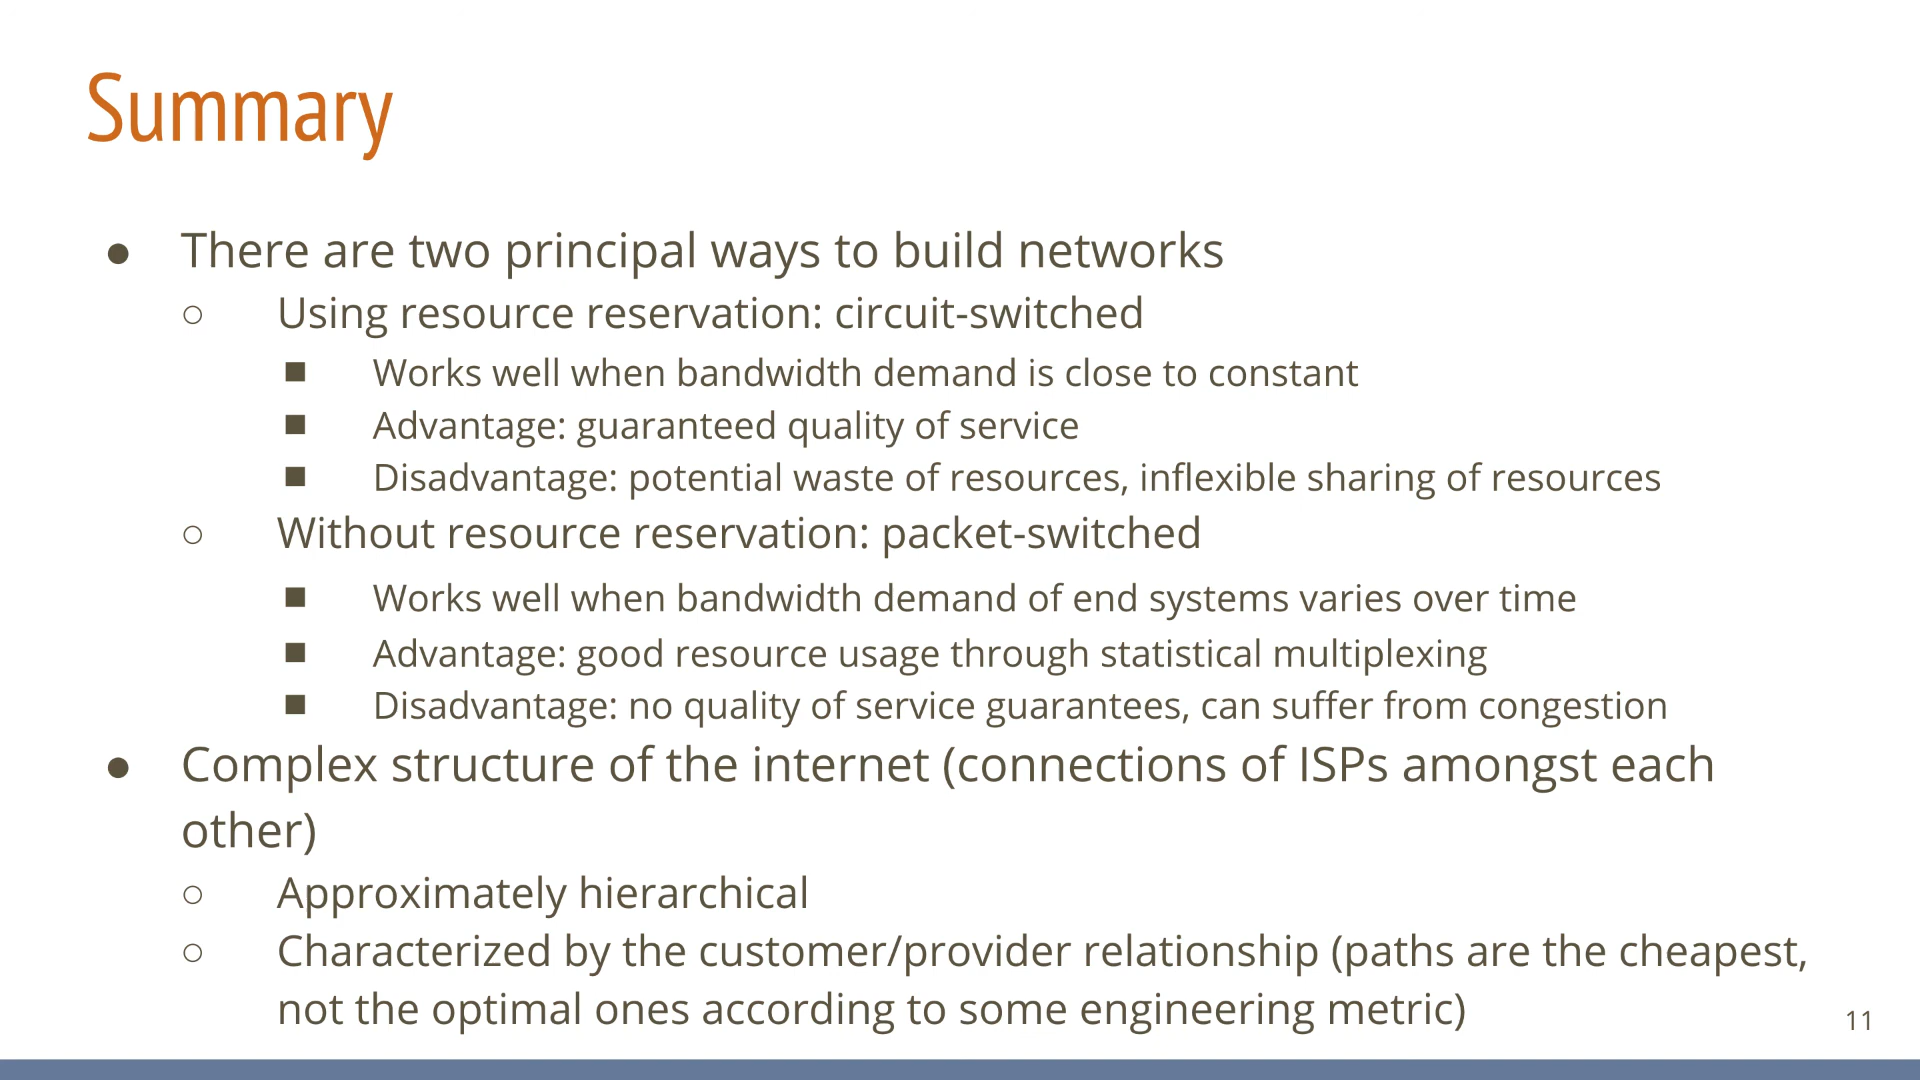 Summary
● There are two principal ways to build networks
○ Using resource reservation: circuit-switched
■ Works well when bandwidth demand is close to constant
■ Advantage: guaranteed quality of service
■ Disadvantage: potential waste of resources, inflexible sharing of resources
○ Without resource reservation: packet-switched
■ Works well when bandwidth demand of end systems varies over time
■ Advantage: good resource usage through statistical multiplexing
■ Disadvantage: no quality of service guarantees, can suffer from congestion
● Complex structure of the internet (connections of ISPs amongst each
other)
○ Approximately hierarchical
○ Characterized by the customer/provider relationship (paths are the cheapest,
not the optimal ones according to some engineering metric)
11